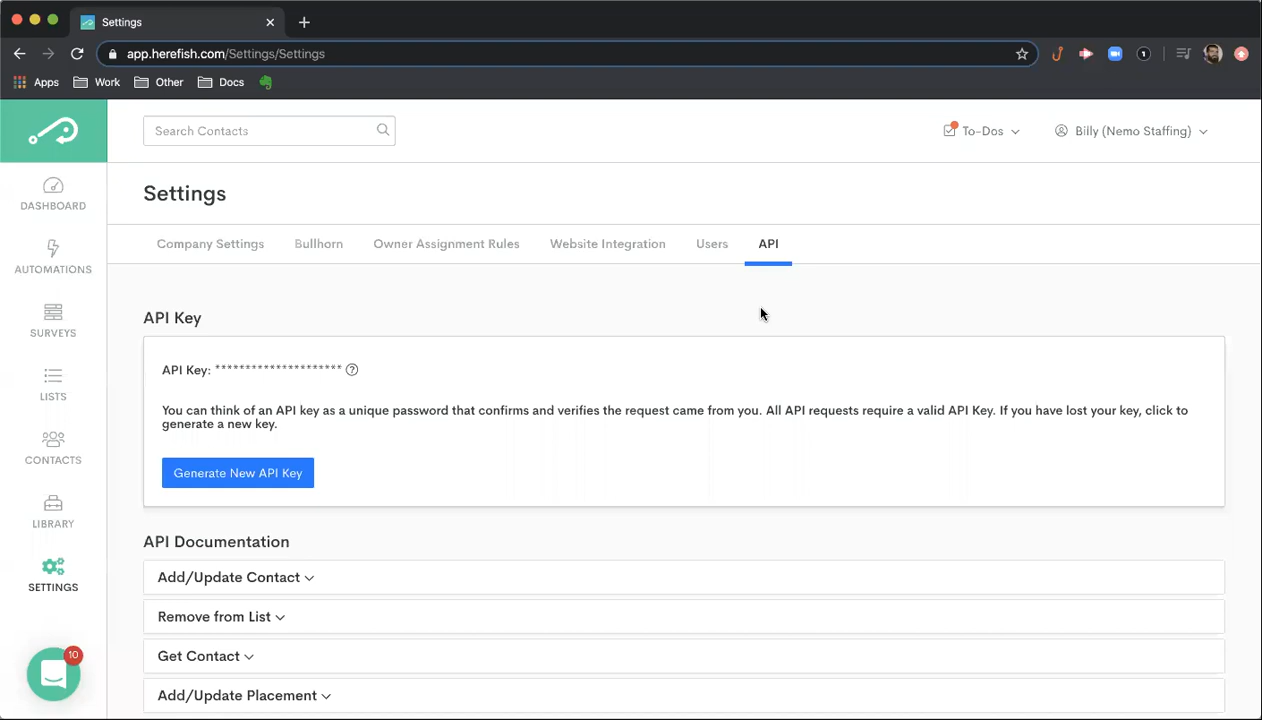 Settings
app.herefish.com/Settings/Settings
1
Apps Work Other Docs
Search Contacts
To-Dos
Billy (Nemo Staffing)
DASHBOARD
AUTOMATIONS
SURVEYS
LISTS
CONTACTS
LIBRARY
SETTINGS
10
Settings
Company Settings Bullhorn Owner Assignment Rules Website Integration Users API
API Key
API Key: ********************* ?
You can think of an API key as a unique password that confirms and verifies the request came from you. All API requests require a valid API Key. If you have lost your key, click to
generate a new key.
Generate New API Key
API Documentation
Add/Update Contact
Remove from List
Get Contact
Add/Update Placement